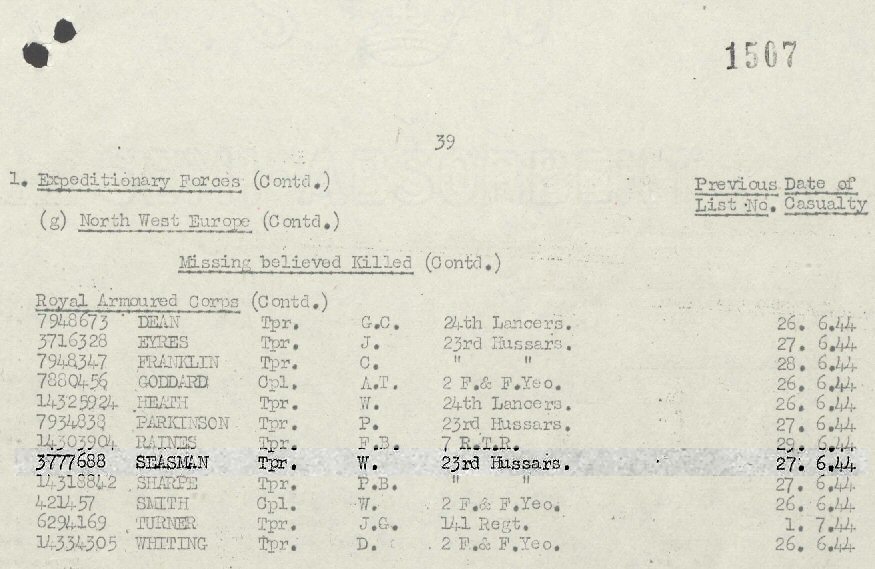 1507
39
1. Expeditionary Forces (Contd.) Previous Date of
List No. Casualty
(g) North West Europe (Contd.)
Missing believed Killed (Contd.)
Royal Armoured Corps (Contd.)
7948673 DEAN Tpr. G.C. 24th Lancers. 26. 6.44
3716328 EYRES Tpr. J. 23rd Hussars. 27. 6.44
7948347 FRANKLIN Tpr. C. " " 28. 6.44
7880456 GODDARD Cpl. A.T. 2 F.& F.Yeo. 26. 6.44
14325924 HEATH Tpr. W. 24th Lancers. 26. 6.44
7934838 PARKINSON Tpr. P. 23rd Hussars. 27. 6.44
14303904 RAINES Tpr. F.B. 7 R.T.R. 29. 6.44
3777688 SEASMAN Tpr. W. 23rd Hussars. 27. 6.44
14318842 SHARPE Tpr. P.B. " " 27. 6.44
421457 SMITH Cpl. W. 2 F.& F.Yeo. 26. 6.44
6294169 TURNER Tpr. J.G. 141 Regt. 1. 7.44
14334305 WHITING Tpr. D. 2 F.& F.Yeo. 26. 6.44